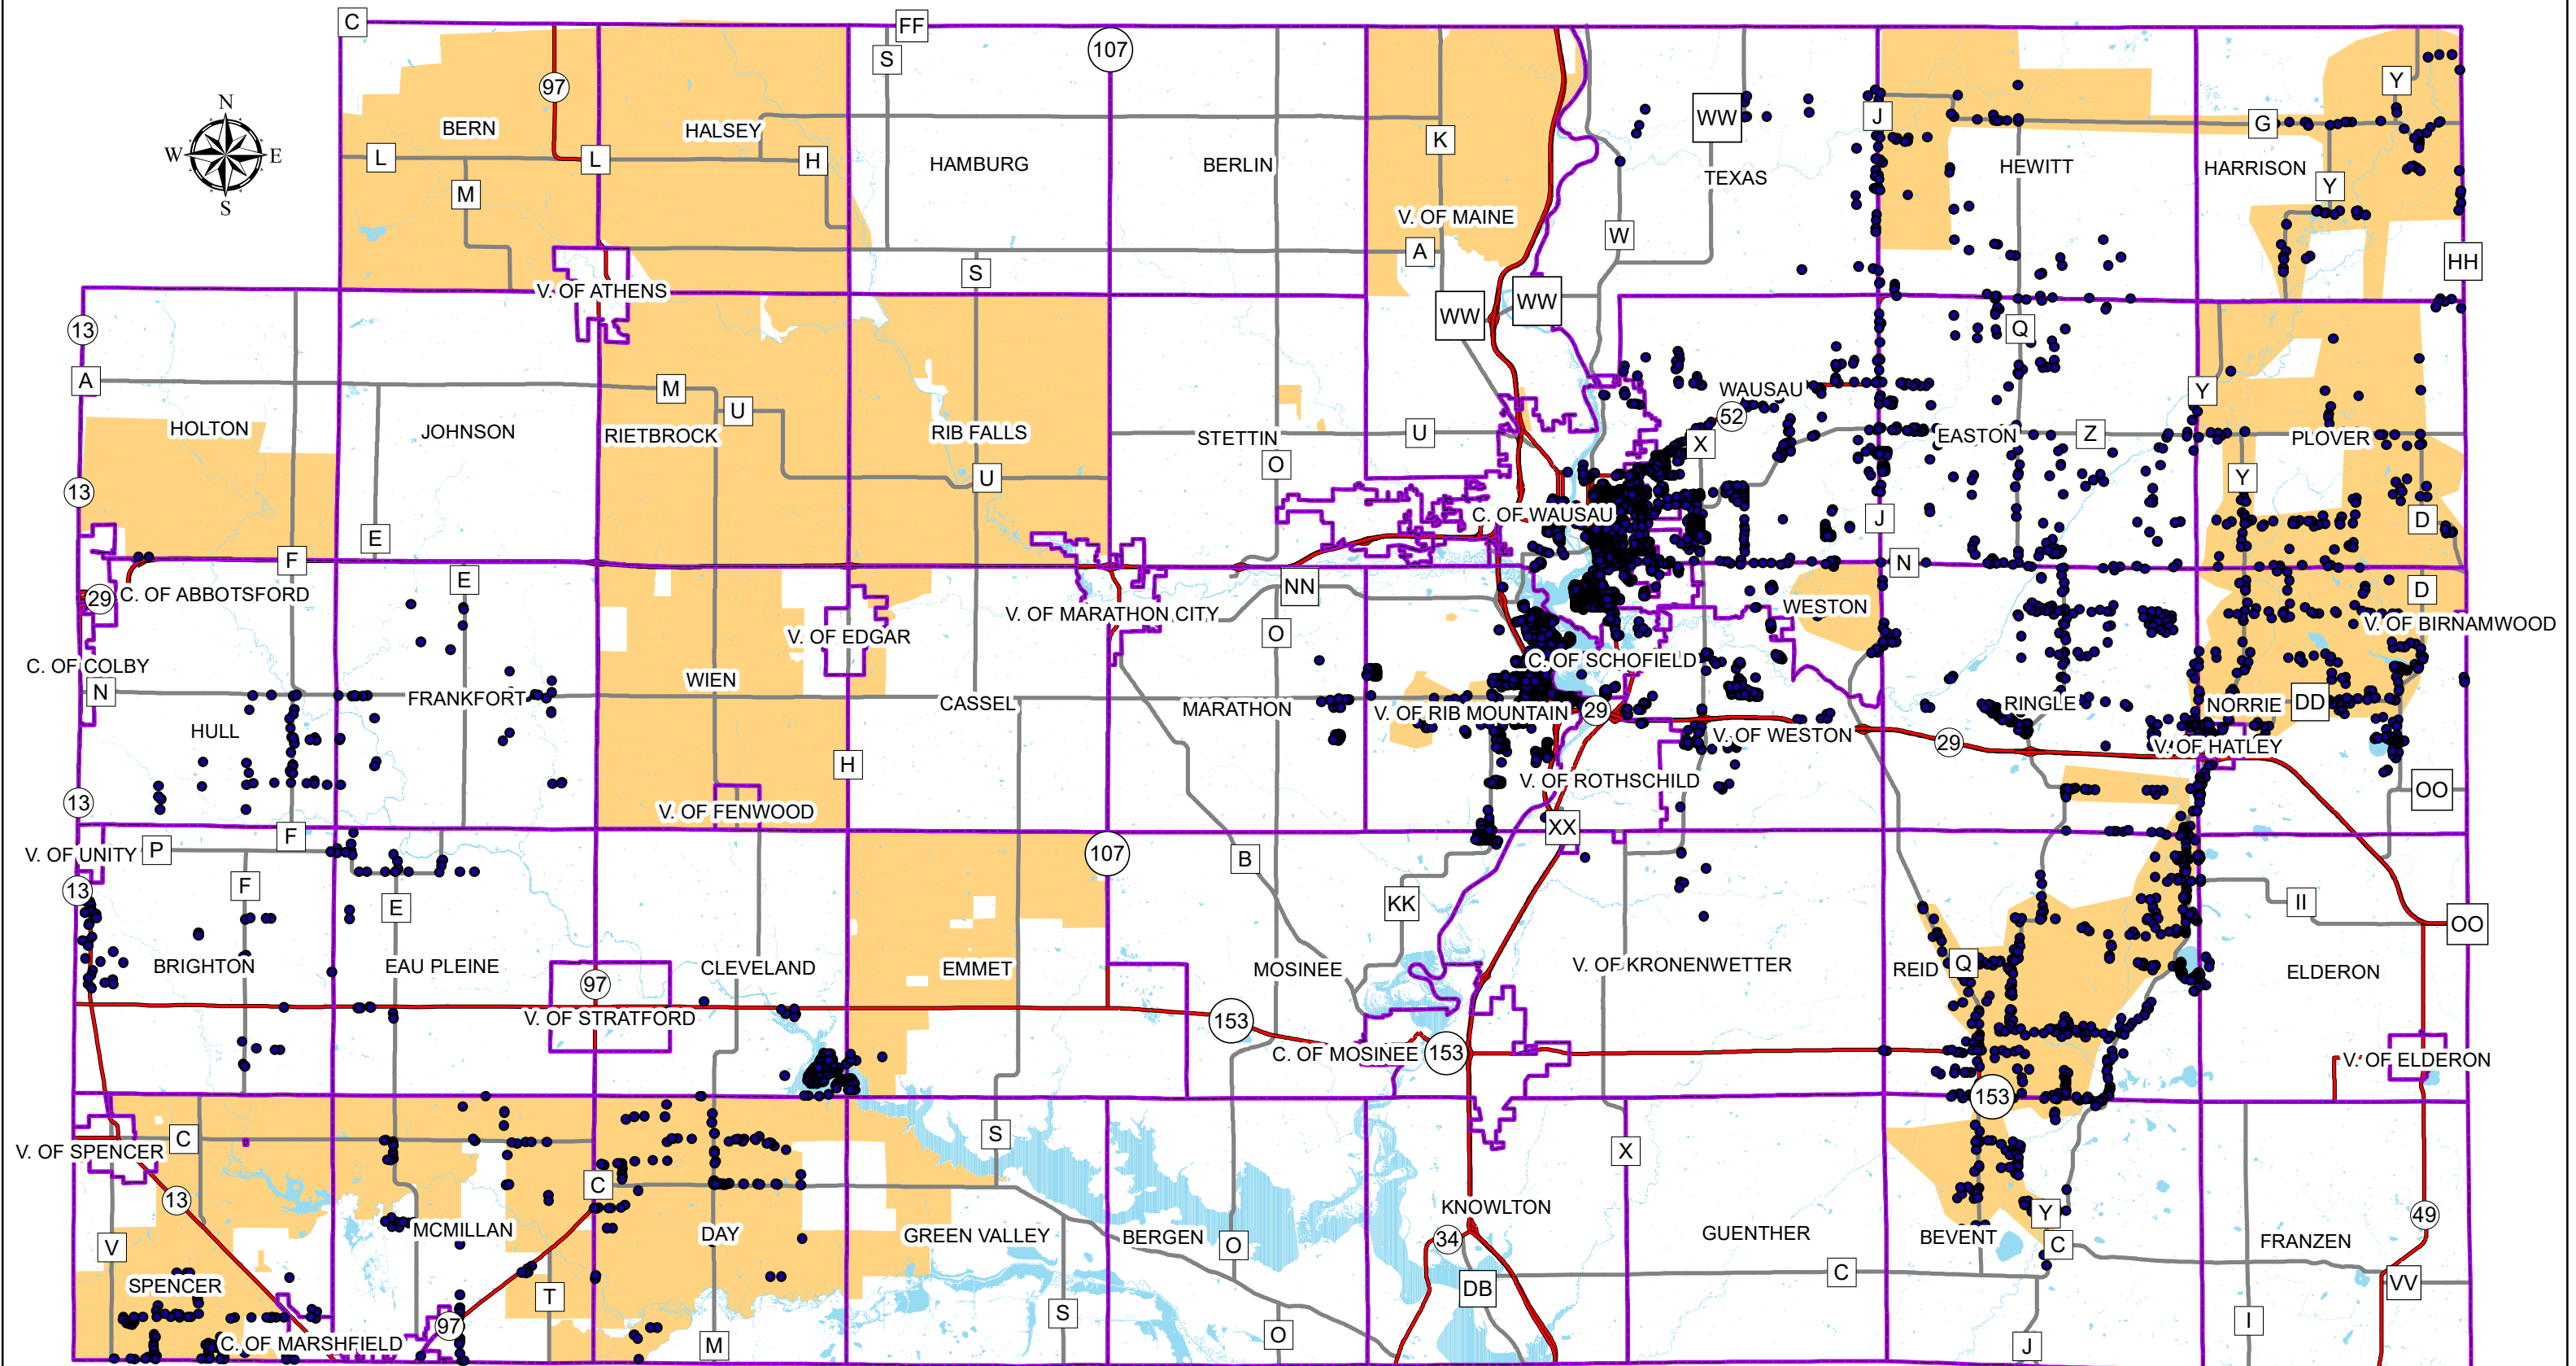 C
FF
S
107
97
Y
WW
J
K
G
N
W E
S
BERN
HALSEY
L
L
H
HAMBURG
BERLIN
TEXAS
HEWITT
HARRISON
M
Y
V. OF MAINE
W
A
S
HH
V. OF ATHENS
WW
WW
13
Q
A
M
U
WAUSAU
Y
52
HOLTON
JOHNSON
RIETBROCK
RIB FALLS
STETTIN
U
X
EASTON
Z
PLOVER
O
U
Y
13
C. OF WAUSAU
J
D
E
F
N
E
29
C. OF ABBOTSFORD
NN
D
V. OF MARATHON CITY
WESTON
V. OF BIRNAMWOOD
V. OF EDGAR
O
C. OF COLBY
C. OF SCHOFIELD
N
WIEN
FRANKFORT
CASSEL
MARATHON
V. OF RIB MOUNTAIN
29
RINGLE
NORRIE
DD
HULL
V. OF WESTON
29
V. OF HATLEY
H
V. OF ROTHSCHILD
OO
13
V. OF FENWOOD
XX
F
V. OF UNITY
P
107
B
13
F
E
KK
II
OO
BRIGHTON
EAU PLEINE
CLEVELAND
EMMET
MOSINEE
V. OF KRONENWETTER
REID
Q
ELDERON
97
V. OF STRATFORD
153
C. OF MOSINEE
153
V. OF ELDERON
153
C
S
V. OF SPENCER
X
C
13
KNOWLTON
Y
49
MCMILLAN
DAY
GREEN VALLEY
BERGEN
O
34
GUENTHER
BEVENT
C
FRANZEN
V
C
SPENCER
T
DB
VV
S
97
O
I
C. OF MARSHFIELD
M
J